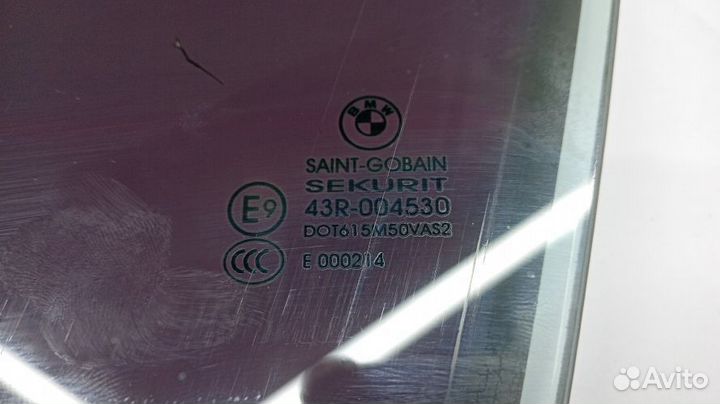 BMW
SAINT-GOBAIN
SEKURIT
E9 43R-004530
DOT615M50VAS2
CCC E 000214
Avito